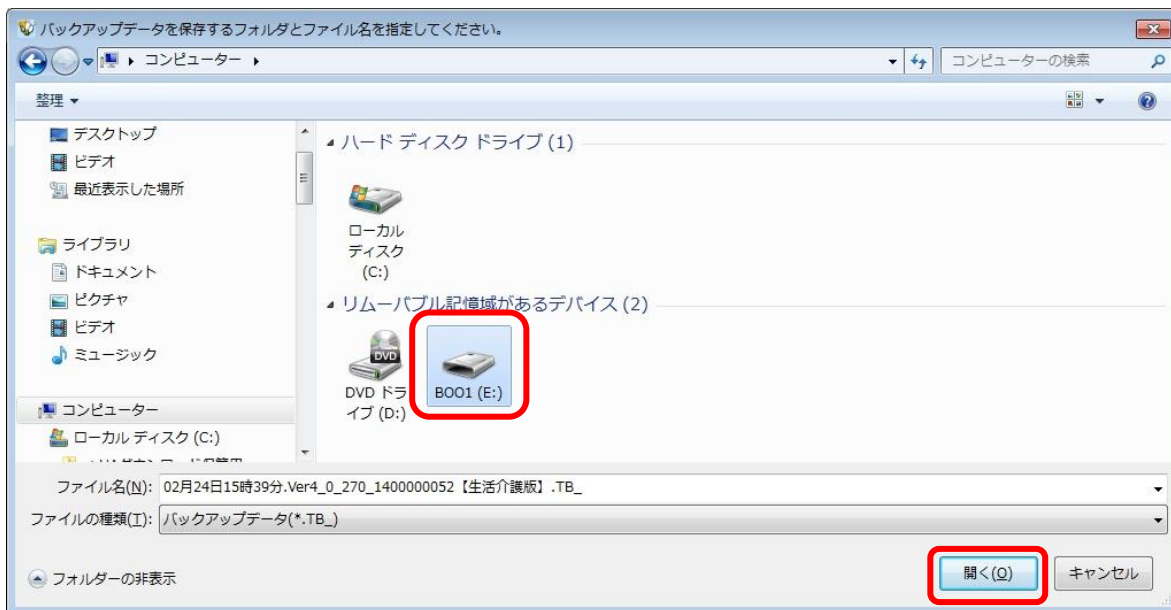 バックアップデータを保存するフォルダとファイル名を指定してください。
コンピューター
コンピューターの検索
整理
デスクトップ
ビデオ
最近表示した場所
ライブラリ
ドキュメント
ピクチャ
ビデオ
ミュージック
コンピューター
ローカル ディスク (C:)
ハード ディスク ドライブ (1)
ローカル
ディスク
(C:)
リムーバブル記憶域があるデバイス (2)
DVD
DVD ドラ
イブ (D:)
BOO1 (E:)
ファイル名(N): 02月24日15時39分.Ver4_0_270_1400000052【生活介護版】.TB_
ファイルの種類(T): バックアップデータ(*.TB_)
フォルダーの非表示
開く(O)
キャンセル